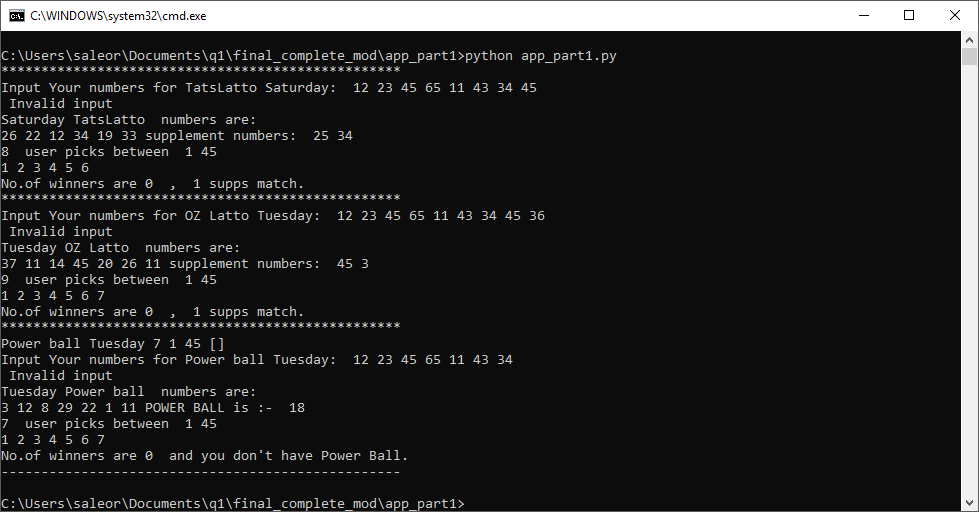 C:\WINDOWS\system32\cmd.exe
C:\Users\saleor\Documents\q1\final_complete_mod\app_part1>python app_part1.py
**************************************************
Input Your numbers for TatsLatto Saturday:  12 23 45 65 11 43 34 45
 Invalid input
Saturday TatsLatto  numbers are:
26 22 12 34 19 33 supplement numbers:  25 34
8  user picks between  1 45
1 2 3 4 5 6
No.of winners are 0  ,  1 supps match.
**************************************************
Input Your numbers for OZ Latto Tuesday:  12 23 45 65 11 43 34 45 36
 Invalid input
Tuesday OZ Latto  numbers are:
37 11 14 45 20 26 11 supplement numbers:  45 3
9  user picks between  1 45
1 2 3 4 5 6 7
No.of winners are 0  ,  1 supps match.
**************************************************
Power ball Tuesday 7 1 45 []
Input Your numbers for Power ball Tuesday:  12 23 45 65 11 43 34
 Invalid input
Tuesday Power ball  numbers are:
3 12 8 29 22 1 11 POWER BALL is :-  18
7  user picks between  1 45
1 2 3 4 5 6 7
No.of winners are 0  and you don't have Power Ball.
--------------------------------------------------
C:\Users\saleor\Documents\q1\final_complete_mod\app_part1>